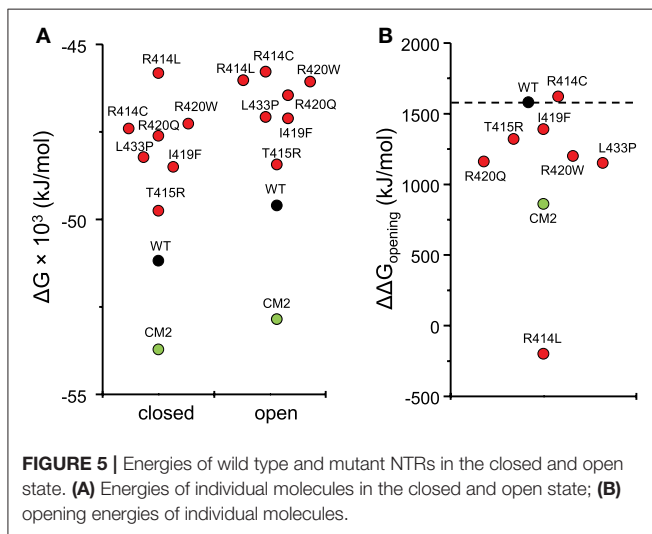 A
B
-45
-50
-55
ΔG × 10³ (kJ/mol)
R414L
R414C
R420W
R420Q
L433P
I419F
T415R
WT
CM2
closed
R414L
R414C
R420W
L433P
R420Q
I419F
T415R
WT
CM2
open
2000
1500
1000
500
0
-500
ΔΔGopening (kJ/mol)
WT
R414C
T415R
I419F
L433P
R420Q
R420W
CM2
R414L
FIGURE 5 | Energies of wild type and mutant NTRs in the closed and open
state. (A) Energies of individual molecules in the closed and open state; (B)
opening energies of individual molecules.